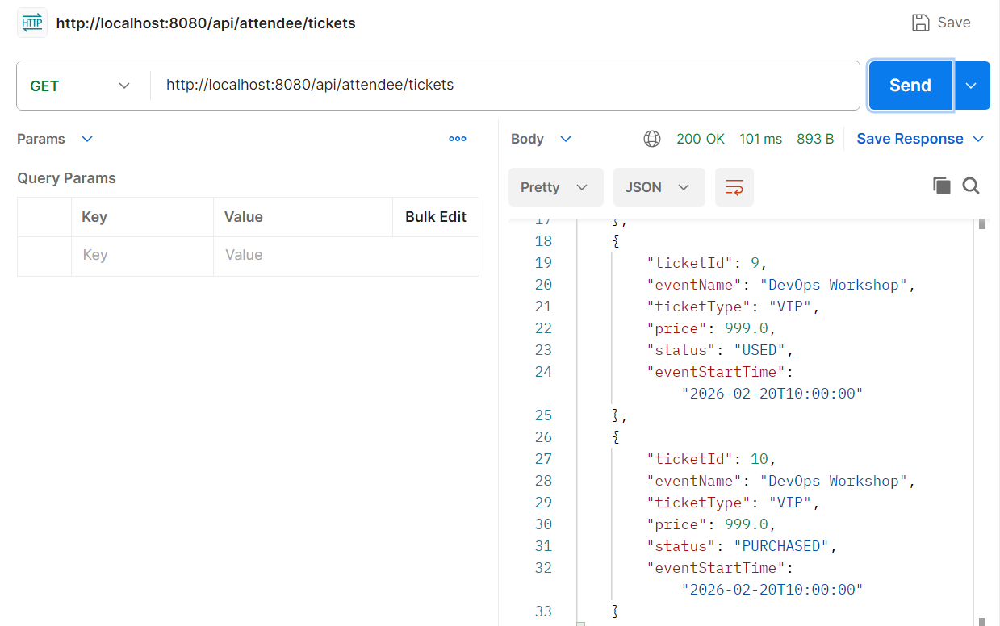 HTTP http://localhost:8080/api/attendee/tickets Save
GET http://localhost:8080/api/attendee/tickets Send
Params Body 200 OK 101 ms 893 B Save Response
Query Params
Pretty JSON
Key Value Bulk Edit
Key Value
17 },
18 {
19 "ticketId": 9,
20 "eventName": "DevOps Workshop",
21 "ticketType": "VIP",
22 "price": 999.0,
23 "status": "USED",
24 "eventStartTime":
"2026-02-20T10:00:00"
25 },
26 {
27 "ticketId": 10,
28 "eventName": "DevOps Workshop",
29 "ticketType": "VIP",
30 "price": 999.0,
31 "status": "PURCHASED",
32 "eventStartTime":
"2026-02-20T10:00:00"
33 }